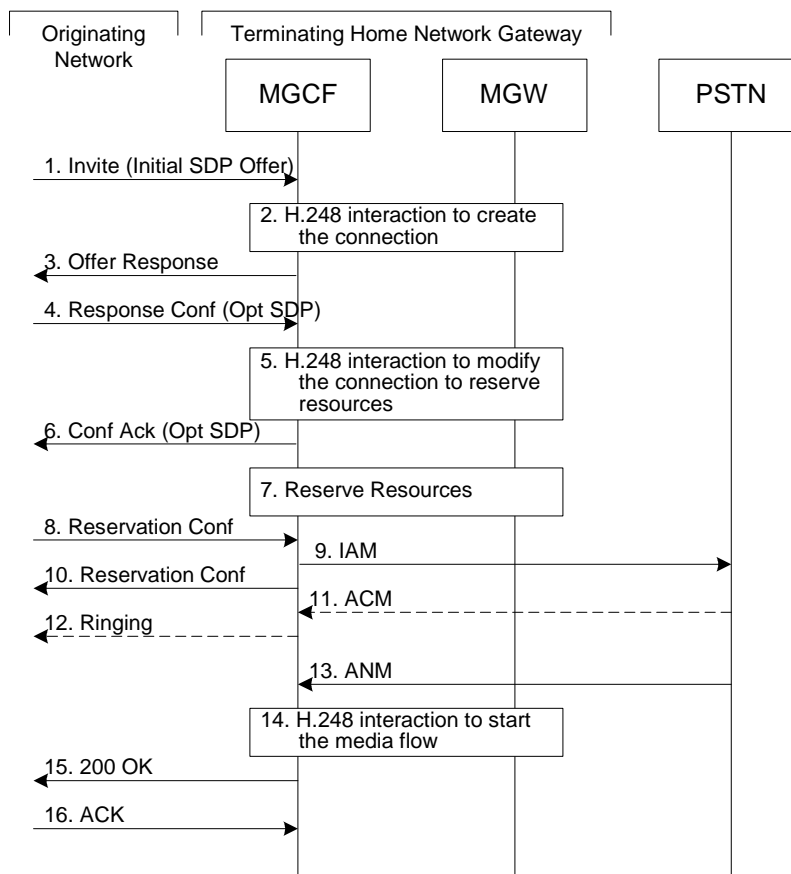 Originating
Network
Terminating Home Network Gateway
MGCF
MGW
PSTN
1. Invite (Initial SDP Offer)
2. H.248 interaction to create
the connection
3. Offer Response
4. Response Conf (Opt SDP)
5. H.248 interaction to modify
the connection to reserve
resources
6. Conf Ack (Opt SDP)
7. Reserve Resources
8. Reservation Conf
9. IAM
10. Reservation Conf
11. ACM
12. Ringing
13. ANM
14. H.248 interaction to start
the media flow
15. 200 OK
16. ACK